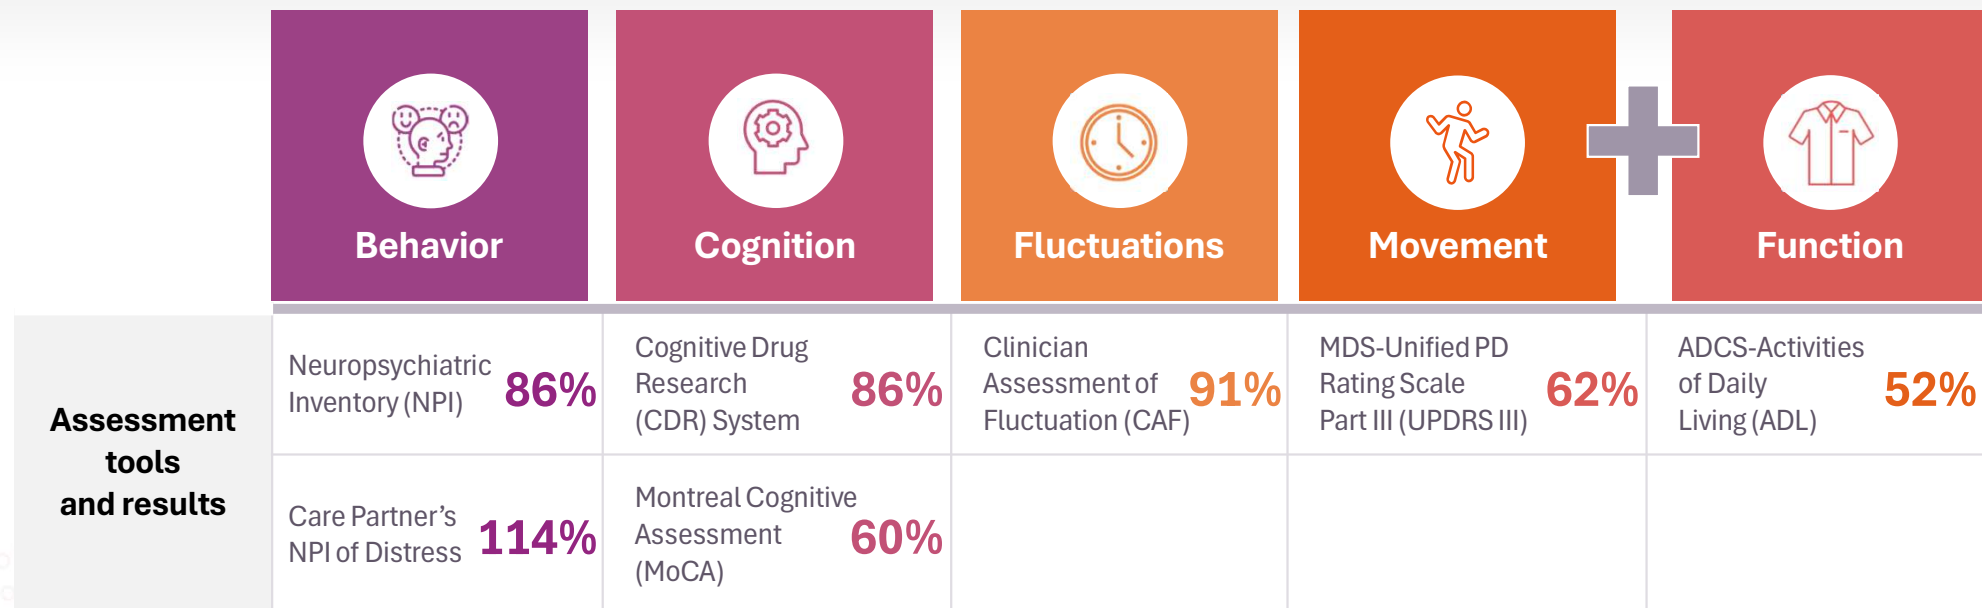 Behavior
Cognition
Fluctuations
Movement
Function
Assessment
tools
and results
Neuropsychiatric
Inventory (NPI)
86%
Cognitive Drug
Research
(CDR) System
86%
Clinician
Assessment of
Fluctuation (CAF)
91%
MDS-Unified PD
Rating Scale
Part III (UPDRS III)
62%
ADCS-Activities
of Daily
Living (ADL)
52%
Care Partner's
NPI of Distress
114%
Montreal Cognitive
Assessment
(MoCA)
60%